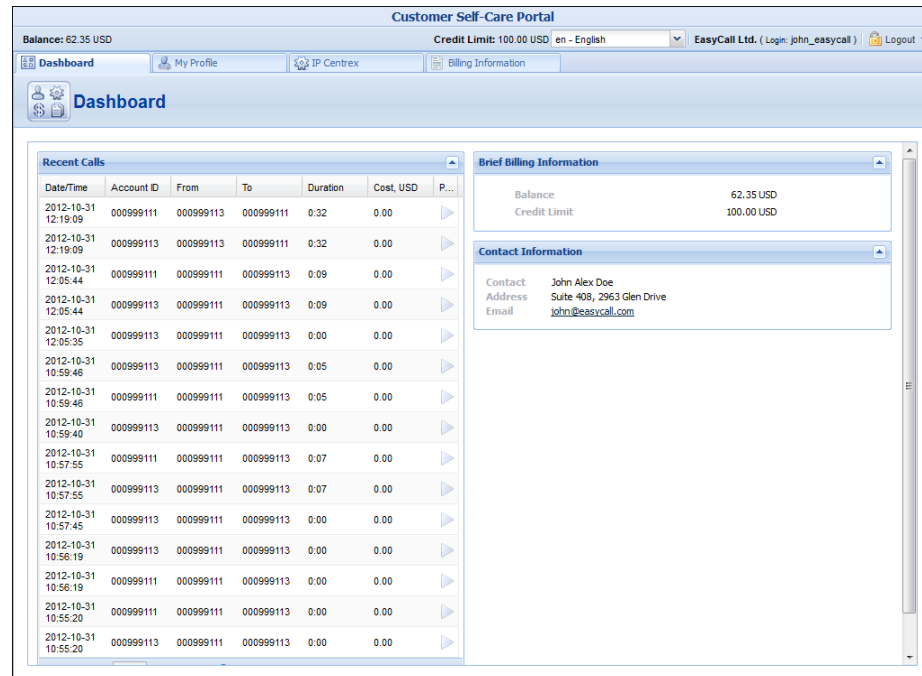 Customer Self-Care Portal
Balance: 62.35 USD Credit Limit: 100.00 USD en - English EasyCall Ltd. ( Login: john_easycall ) Logout
Dashboard My Profile IP Centrex Billing Information
Dashboard
Recent Calls
Date/Time Account ID From To Duration Cost, USD P...
2012-10-31
12:19:09 000999111 000999113 000999111 0:32 0.00
2012-10-31
12:19:09 000999113 000999113 000999111 0:32 0.00
2012-10-31
12:05:44 000999111 000999111 000999113 0:09 0.00
2012-10-31
12:05:44 000999113 000999111 000999113 0:09 0.00
2012-10-31
12:05:35 000999113 000999111 000999113 0:00 0.00
2012-10-31
10:59:46 000999113 000999111 000999113 0:05 0.00
2012-10-31
10:59:46 000999111 000999111 000999113 0:05 0.00
2012-10-31
10:59:40 000999113 000999111 000999113 0:00 0.00
2012-10-31
10:57:55 000999111 000999111 000999113 0:07 0.00
2012-10-31
10:57:55 000999113 000999111 000999113 0:07 0.00
2012-10-31
10:57:45 000999113 000999111 000999113 0:00 0.00
2012-10-31
10:56:19 000999113 000999111 000999113 0:00 0.00
2012-10-31
10:56:19 000999111 000999111 000999113 0:00 0.00
2012-10-31
10:55:20 000999111 000999111 000999113 0:00 0.00
2012-10-31
10:55:20 000999113 000999111 000999113 0:00 0.00
Brief Billing Information
Balance 62.35 USD
Credit Limit 100.00 USD
Contact Information
Contact John Alex Doe
Address Suite 408, 2963 Glen Drive
Email john@easycall.com